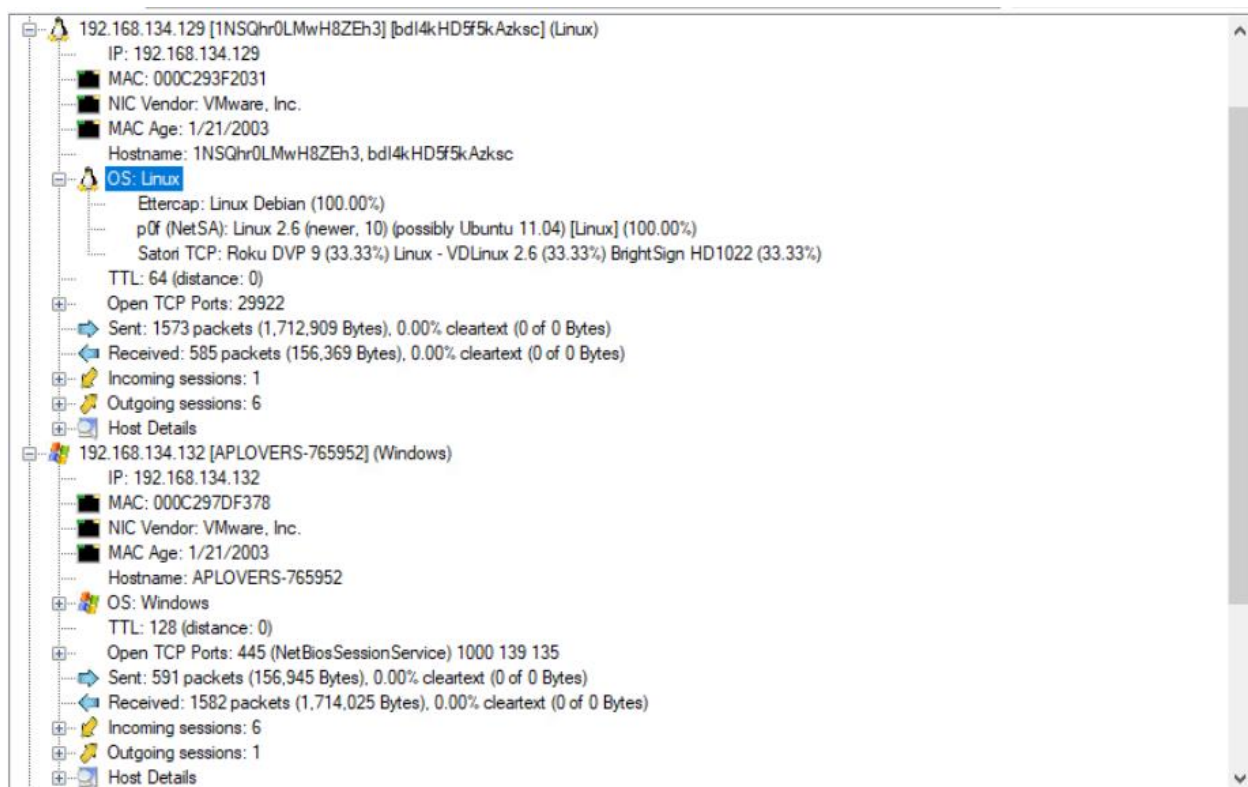 192.168.134.129 [1NSQhr0LMwH8ZEh3] [bdI4kHD5f5kAzksc] (Linux)
IP: 192.168.134.129
MAC: 000C293F2031
NIC Vendor: VMware, Inc.
MAC Age: 1/21/2003
Hostname: 1NSQhr0LMwH8ZEh3, bdI4kHD5f5kAzksc
OS: Linux
Ettercap: Linux Debian (100.00%)
p0f (NetSA): Linux 2.6 (newer, 10) (possibly Ubuntu 11.04) [Linux] (100.00%)
Satori TCP: Roku DVP 9 (33.33%) Linux - VDLinux 2.6 (33.33%) BrightSign HD1022 (33.33%)
TTL: 64 (distance: 0)
Open TCP Ports: 29922
Sent: 1573 packets (1,712,909 Bytes), 0.00% cleartext (0 of 0 Bytes)
Received: 585 packets (156,369 Bytes), 0.00% cleartext (0 of 0 Bytes)
Incoming sessions: 1
Outgoing sessions: 6
Host Details
192.168.134.132 [APLOVERS-765952] (Windows)
IP: 192.168.134.132
MAC: 000C297DF378
NIC Vendor: VMware, Inc.
MAC Age: 1/21/2003
Hostname: APLOVERS-765952
OS: Windows
TTL: 128 (distance: 0)
Open TCP Ports: 445 (NetBiosSessionService) 1000 139 135
Sent: 591 packets (156,945 Bytes), 0.00% cleartext (0 of 0 Bytes)
Received: 1582 packets (1,714,025 Bytes), 0.00% cleartext (0 of 0 Bytes)
Incoming sessions: 6
Outgoing sessions: 1
Host Details